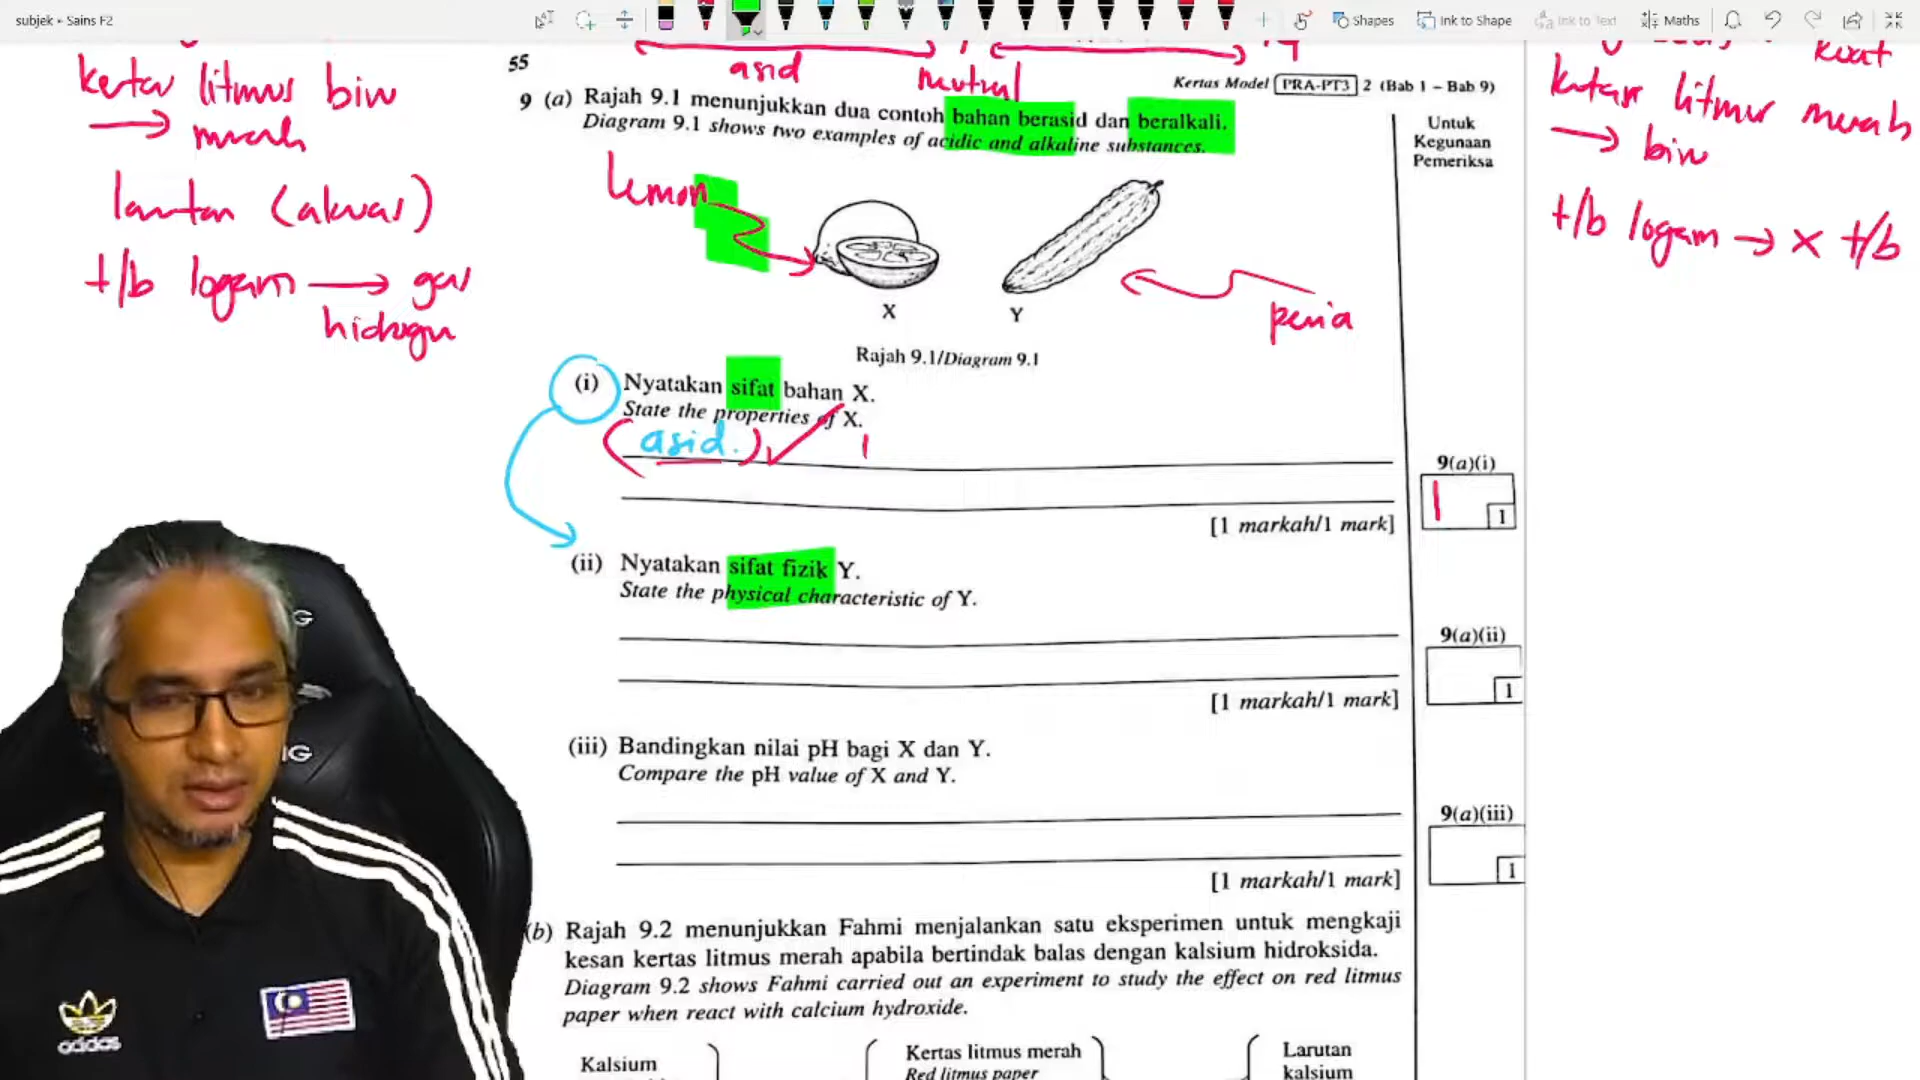 subjek - Sains F2
Shapes
Ink to Shape
Ink to Text
Maths
asid
neutral
kuat
55
Kertas Model PRA-PT3 2 (Bab 1 – Bab 9)
kertas litmus biru
→ merah
larutan (akuas)
t/b logam → gas
hidrogen
kertas litmus merah
→ biru
t/b logam → x t/b
9 (a) Rajah 9.1 menunjukkan dua contoh bahan berasid dan beralkali.
Diagram 9.1 shows two examples of acidic and alkaline substances.
Untuk
Kegunaan
Pemeriksa
lemon
peria
X
Y
Rajah 9.1/Diagram 9.1
(i) Nyatakan sifat bahan X.
State the properties of X.
(asid.) 1
9(a)(i)
1
1
[1 markah/1 mark]
(ii) Nyatakan sifat fizik Y.
State the physical characteristic of Y.
9(a)(ii)
1
[1 markah/1 mark]
(iii) Bandingkan nilai pH bagi X dan Y.
Compare the pH value of X and Y.
9(a)(iii)
1
[1 markah/1 mark]
(b) Rajah 9.2 menunjukkan Fahmi menjalankan satu eksperimen untuk mengkaji
kesan kertas litmus merah apabila bertindak balas dengan kalsium hidroksida.
Diagram 9.2 shows Fahmi carried out an experiment to study the effect on red litmus
paper when react with calcium hydroxide.
Kalsium
Kertas litmus merah
Red litmus paper
Larutan
kalsium
adidas